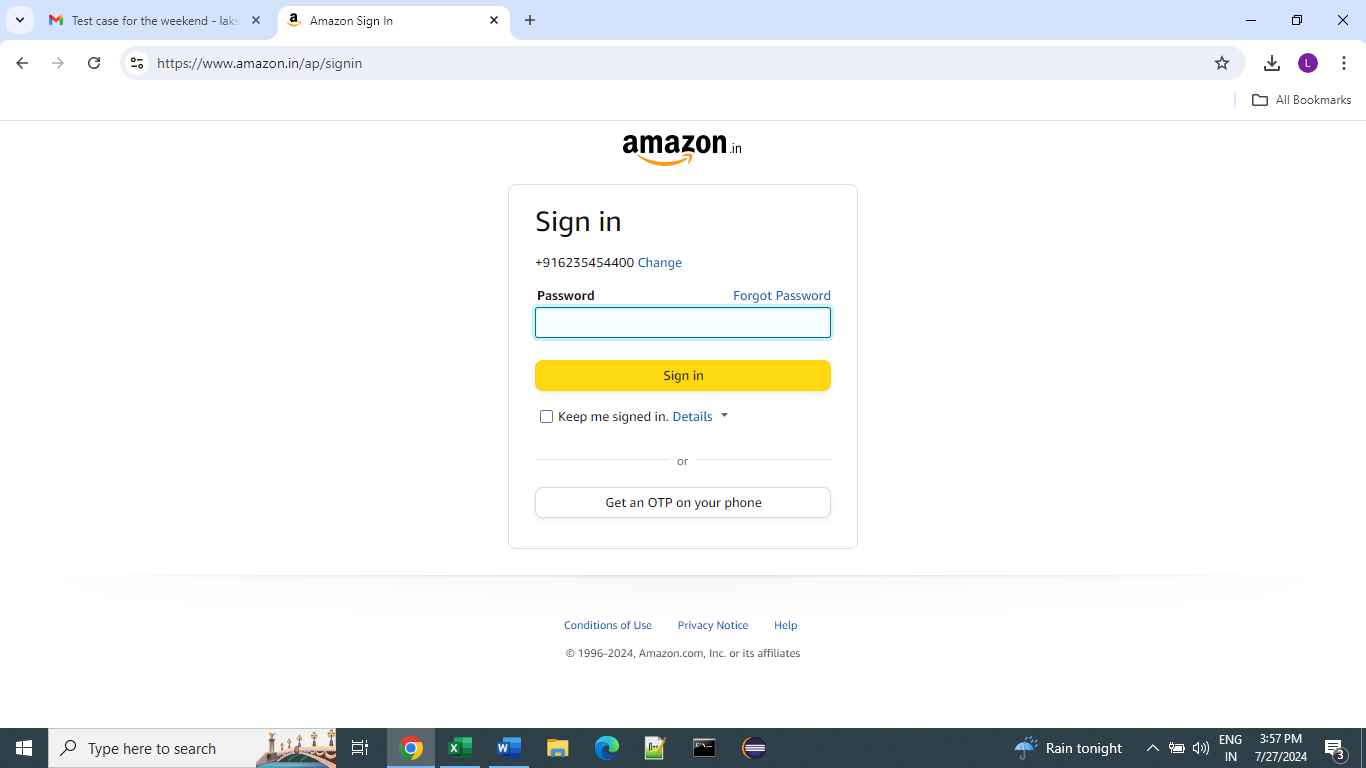 Test case for the weekend - laks
Amazon Sign In
https://www.amazon.in/ap/signin
L
All Bookmarks
amazon.in
Sign in
+916235454400 Change
Password Forgot Password
Sign in
Keep me signed in. Details
or
Get an OTP on your phone
Conditions of Use Privacy Notice Help
© 1996-2024, Amazon.com, Inc. or its affiliates
Type here to search
Rain tonight
ENG
IN
3:57 PM
7/27/2024
3